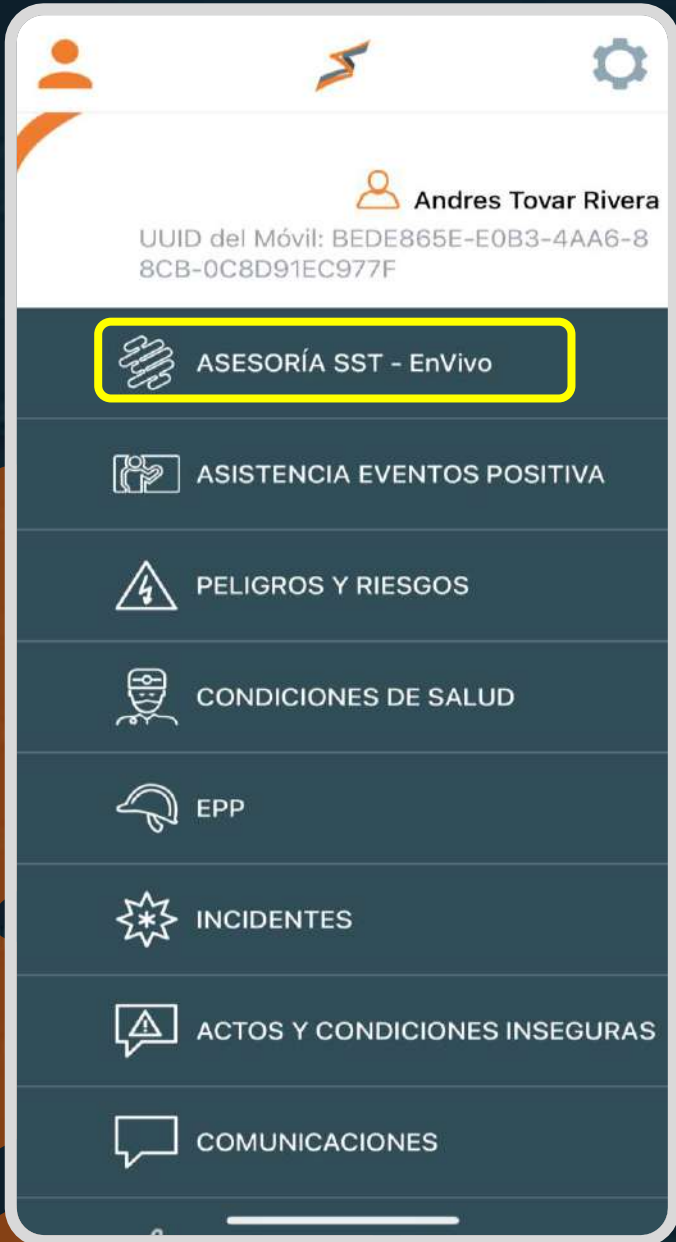 Andres Tovar Rivera
UUID del Móvil: BEDE865E-E0B3-4AA6-8
8CB-0C8D91EC977F
ASESORÍA SST - EnVivo
ASISTENCIA EVENTOS POSITIVA
PELIGROS Y RIESGOS
CONDICIONES DE SALUD
EPP
INCIDENTES
ACTOS Y CONDICIONES INSEGURAS
COMUNICACIONES